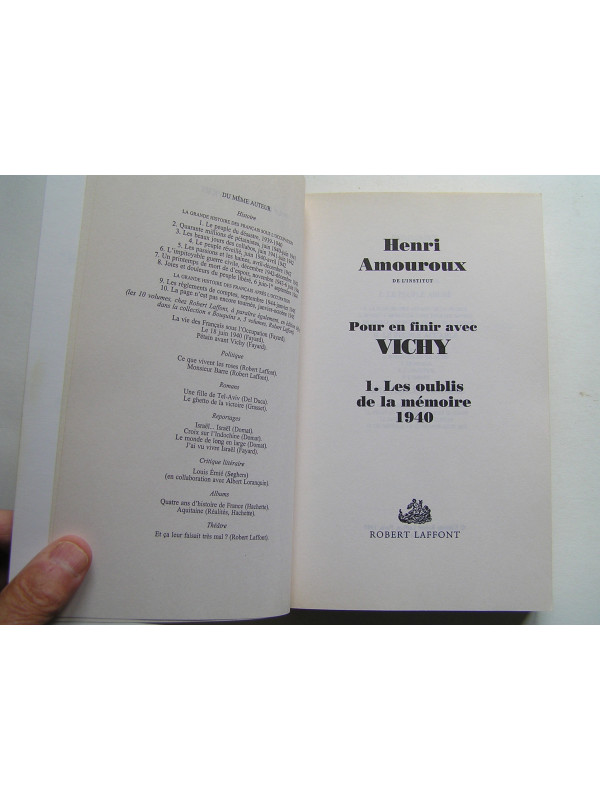 DU MÊME AUTEUR
Histoire
LA GRANDE HISTOIRE DES FRANÇAIS SOUS L'OCCUPATION
1. Le peuple du désastre, 1939-1940
2. Quarante millions de pétainistes, juin 1940-juin 1941
3. Les beaux jours des collabos, juin 1941-juin 1942
4. Le peuple réveillé, juin 1940-avril 1942
5. Les passions et les haines, avril-décembre 1942
6. L'impitoyable guerre civile, décembre 1942-décembre 1943
7. Un printemps de mort et d'espoir, novembre 1943-6 juin 1944
8. Joies et douleurs du peuple libéré, 6 juin-1er septembre 1944
LA GRANDE HISTOIRE DES FRANÇAIS APRÈS L'OCCUPATION
9. Les règlements de comptes, septembre 1944-janvier 1945
10. La page n'est pas encore tournée, janvier-octobre 1945
(les 10 volumes, chez Robert Laffont, à paraître également, en édition
dans la collection « Bouquins », 5 volumes, Robert Laffont)
La vie des Français sous l'Occupation (Fayard).
Le 18 juin 1940 (Fayard).
Pétain avant Vichy (Fayard).
Politique
Ce que vivent les roses (Robert Laffont).
Monsieur Barre (Robert Laffont).
Romans
Une fille de Tel-Aviv (Del Duca).
Le ghetto de la victoire (Grasset).
Reportages
Israël... Israël (Domat).
Croix sur l'Indochine (Domat).
Le monde de long en large (Domat).
J'ai vu vivre Israël (Fayard).
Critique littéraire
Louis Émié (Seghers)
(en collaboration avec Albert Loranquin).
Albums
Quatre ans d'histoire de France (Hachette).
Aquitaine (Réalités, Hachette).
Théâtre
Et ça leur faisait très mal ? (Robert Laffont).
Henri
Amouroux
DE L'INSTITUT
Pour en finir avec
VICHY
1. Les oublis
de la mémoire
1940
ROBERT LAFFONT